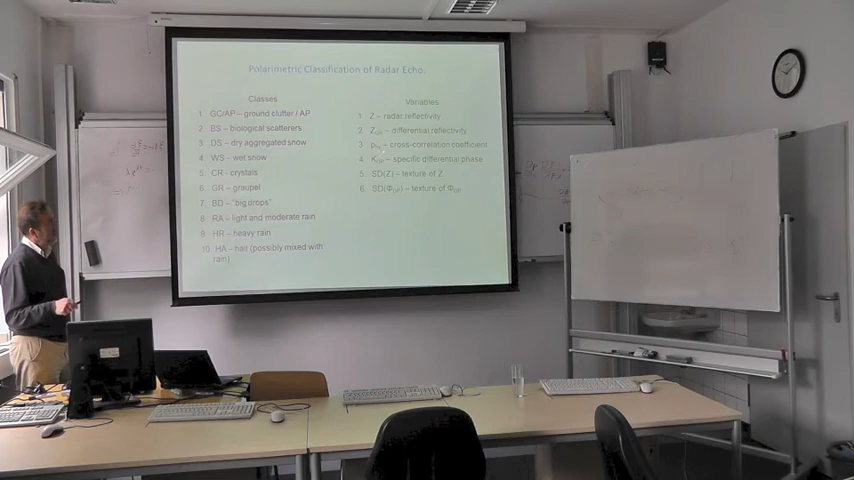 Polarimetric Classification of Radar Echo.
Classes
1. GC/AP – ground clutter / AP
2. BS – biological scatterers
3. DS – dry aggregated snow
4. WS – wet snow
5. CR - crystals
6. GR – graupel
7. BD – "big drops"
8. RA – light and moderate rain
9. HR – heavy rain
10. HA – hail (possibly mixed with
rain)
Variables
1 Z – radar reflectivity
2 Z_DR – differential reflectivity
3 ρ_hv – cross-correlation coefficient
4 K_DP – specific differential phase
5 SD(Z) – texture of Z
6 SD(Φ_DP) – texture of Φ_DP